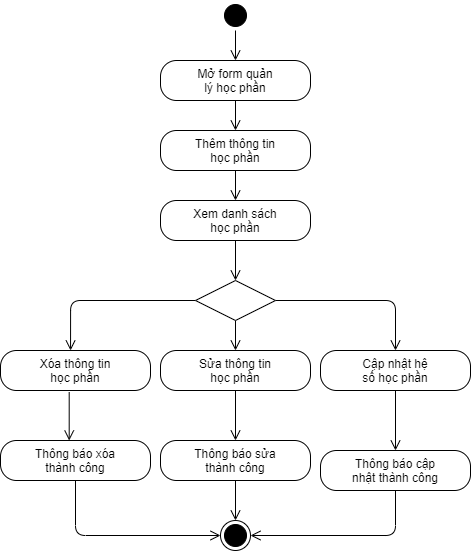 Mở form quản
lý học phần
Thêm thông tin
học phần
Xem danh sách
học phần
Xóa thông tin
học phần
Sửa thông tin
học phần
Cập nhật hệ
số học phần
Thông báo xóa
thành công
Thông báo sửa
thành công
Thông báo cập
nhật thành công